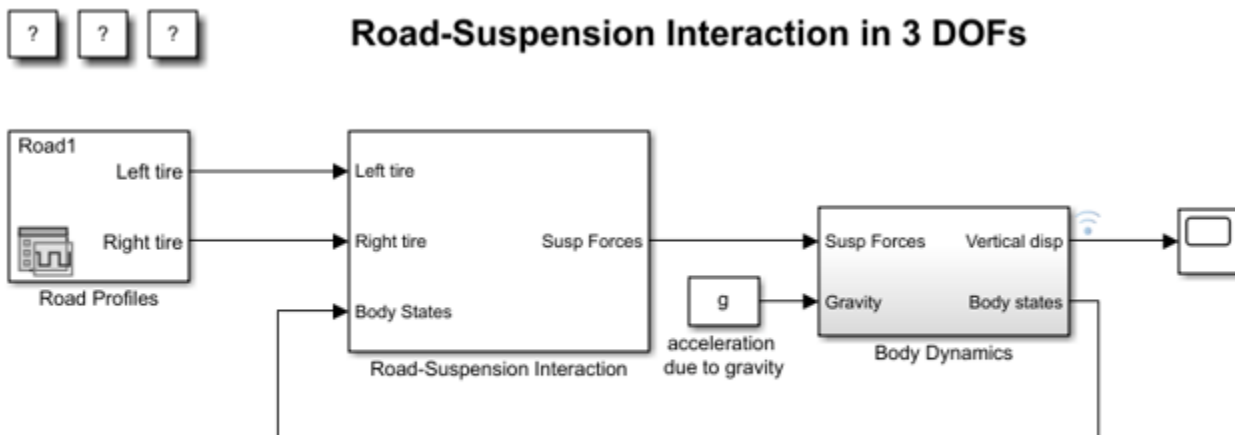 ? ? ?
Road-Suspension Interaction in 3 DOFs
Road1
Left tire
Right tire
Road Profiles
Left tire
Right tire
Body States
Susp Forces
Road-Suspension Interaction
g
acceleration
due to gravity
Susp Forces
Gravity
Vertical disp
Body states
Body Dynamics